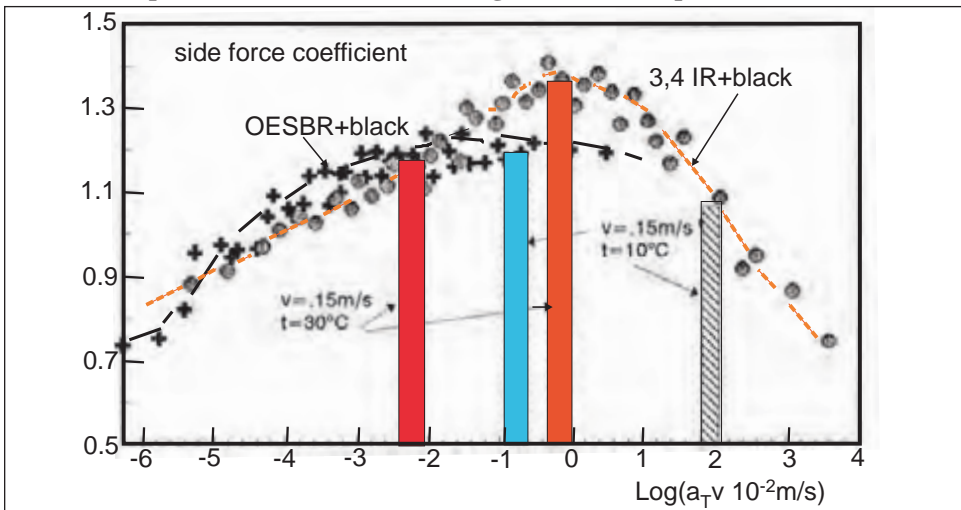 1.5
side force coefficient
3,4 IR+black
1.3
OESBR+black
1.1
v=.15m/s
t=10°C
0.9
v=.15m/s
t=30°C
0.7
0.5
-6 -5 -4 -3 -2 -1 0 1 2 3 4
Log(aTv 10-2m/s)